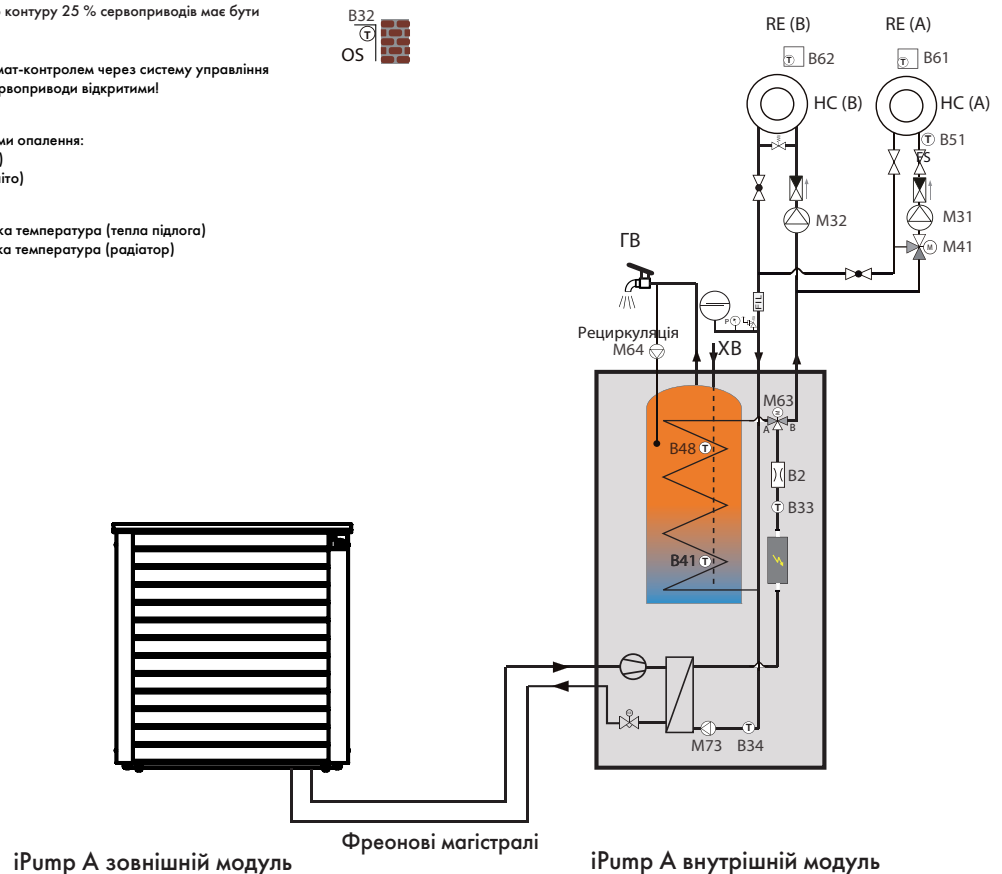 контуру 25 % сервоприводів має бути
мат-контролем через систему управління
рвоприводи відкритими!
ми опалення:
)
іто)
ка температура (тепла підлога)
ка температура (радіатор)
B32
T
OS
RE (B)
RE (A)
T
B62
T
B61
HC (B)
HC (A)
T
B51
FS
M32
M31
M
M41
ГВ
FIL
P
Рециркуляція
M64
ХВ
M63
M
A
B
B48
T
B2
T
B33
B41
T
M73
B34
T
Фреонові магістралі
iPump A зовнішній модуль
iPump A внутрішній модуль